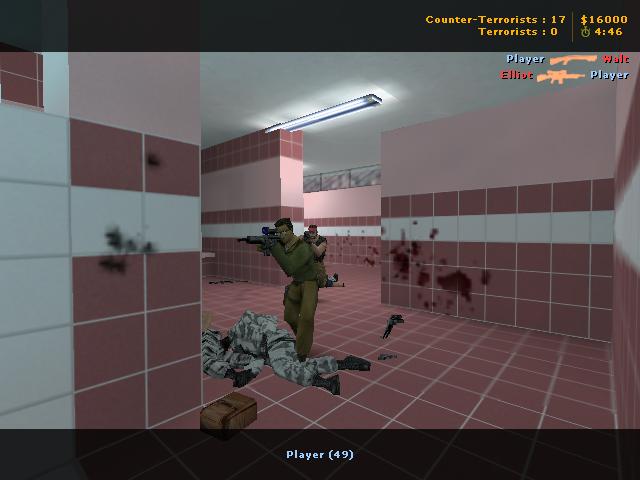 Counter-Terrorists : 17 $16000
Terrorists : 0 4:46
Player Walt
Elliot Player
Player (49)